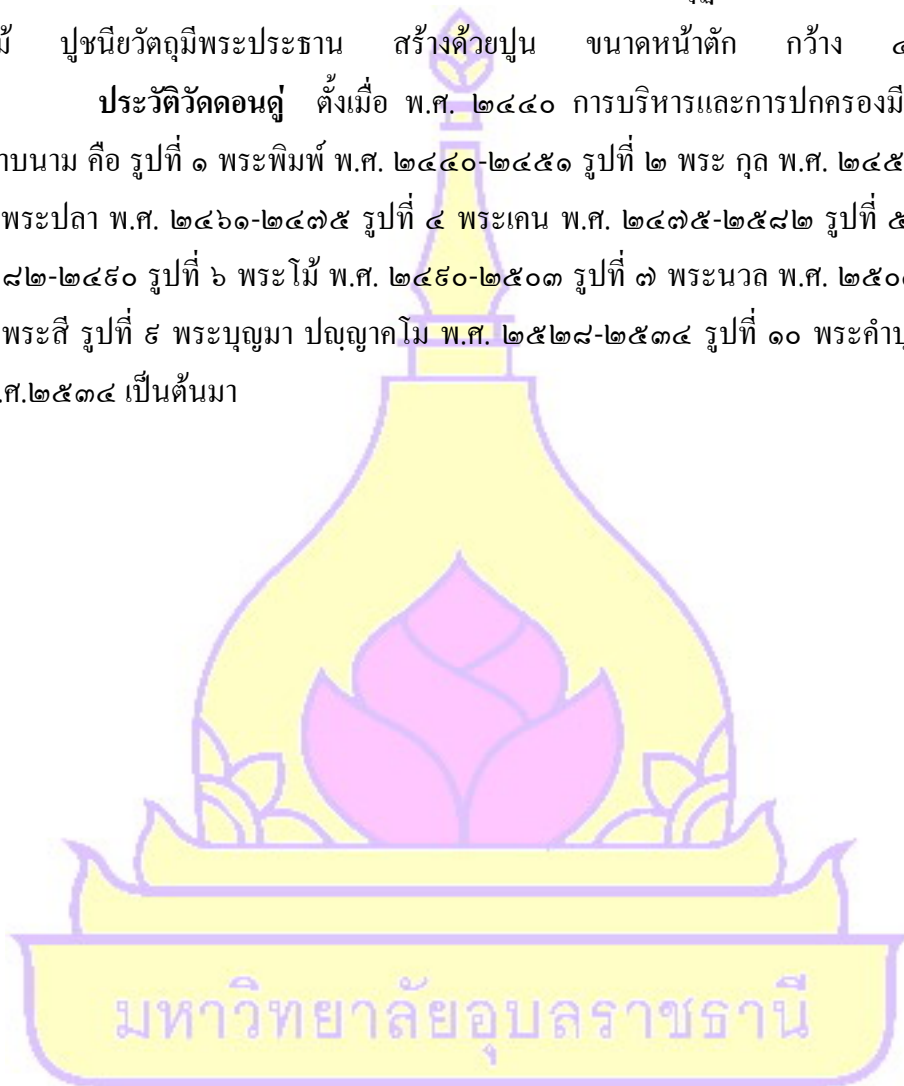 ปูชนียวัตถุมีพระประธาน สร้างด้วยปูน ขนาดหน้าตัก กว้าง
ประวัติวัดดอนดู่ ตั้งเมื่อ พ.ศ. ๒๔๔๐ การบริหารและการปกครองมี
าบนาม คือ รูปที่ ๑ พระพิมพ์ พ.ศ. ๒๔๔๐-๒๔๕๑ รูปที่ ๒ พระ กุล พ.ศ. ๒๔๕
พระปลา พ.ศ. ๒๔๖๑-๒๔๗๕ รูปที่ ๔ พระเคน พ.ศ. ๒๔๗๕-๒๕๘๒ รูปที่ ๕
๘๒-๒๔๙๐ รูปที่ ๖ พระโม้ พ.ศ. ๒๔๙๐-๒๕๐๓ รูปที่ ๗ พระนวล พ.ศ. ๒๕๐
พระสี รูปที่ ๙ พระบุญมา ปญฺญาคโม พ.ศ. ๒๕๒๘-๒๕๓๔ รูปที่ ๑๐ พระคำ
.ศ.๒๕๓๔ เป็นต้นมา
มหาวิทยาลัยอุบลราชธานี